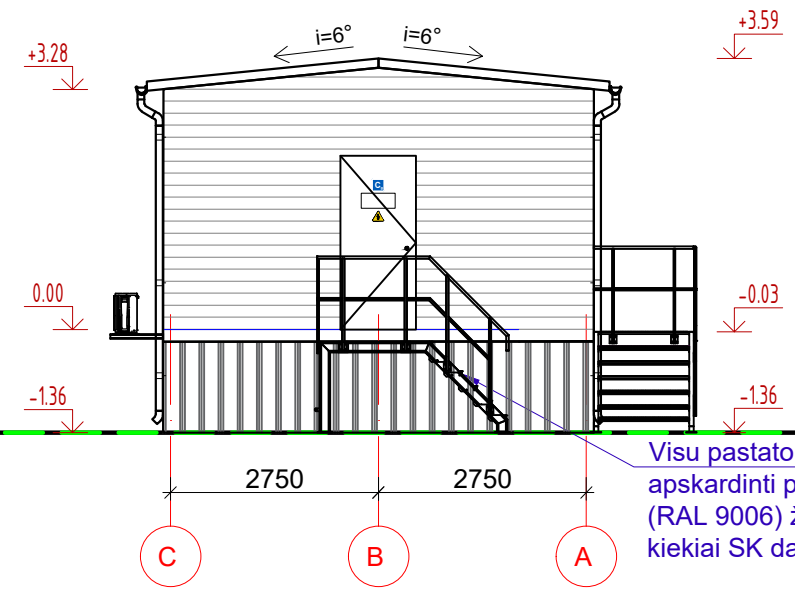 i=6° i=6°
+3.59
+3.28
0.00
-0.03
-1.36
-1.36
Visu pastato
apskardinti p
(RAL 9006) ž
kiekiai SK da
2750 2750
C B A